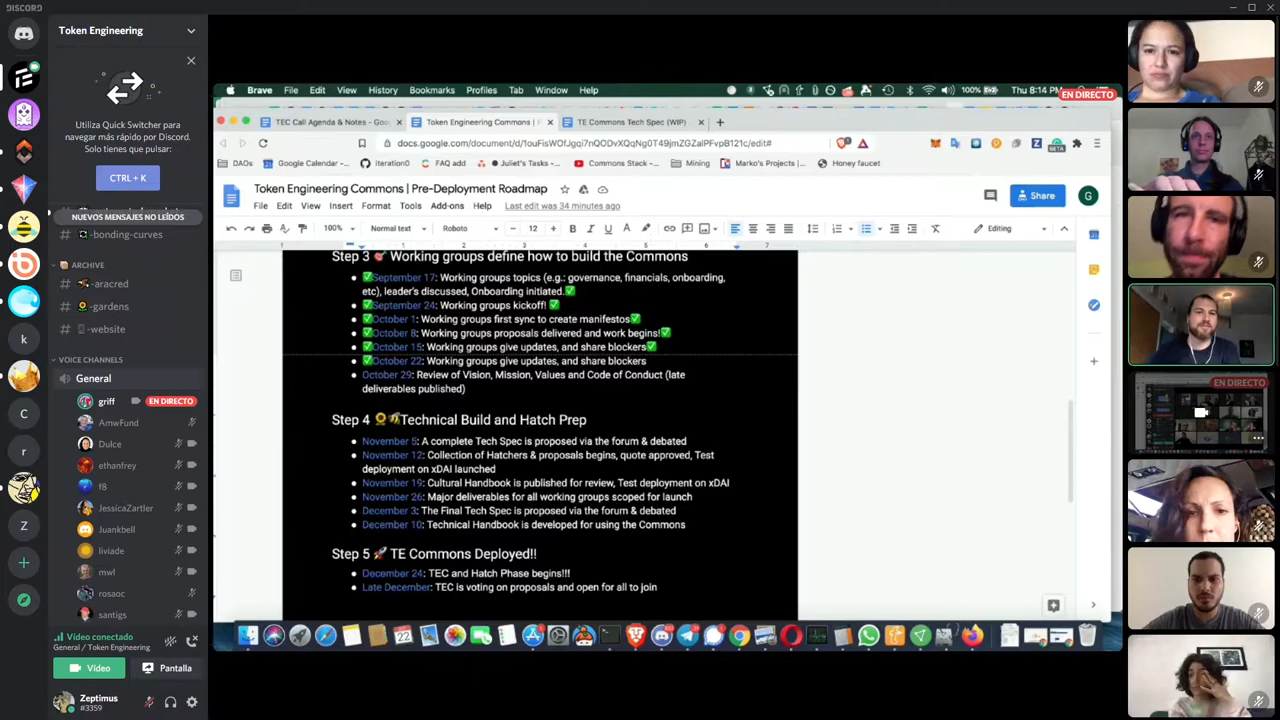 DISCORD
Token Engineering
Utiliza Quick Switcher para
navegar más rápido por Discord.
Solo tienes que pulsar:
CTRL + K
NUEVOS MENSAJES NO LEÍDOS
-bonding-curves
ARCHIVE
-aracred
-gardens
-website
VOICE CHANNELS
General
griff
EN DIRECTO
AmwFund
Dulce
ethanfrey
f8
JessicaZartler
Juankbell
liviade
mwl
rosaoc
santigs
Vídeo conectado
General / Token Engineering
Vídeo
Pantalla
Zeptimus
#3359
k
C
r
Z
Brave File Edit View History Bookmarks Profiles Tab Window Help
100%
Thu 8:14 PM
EN DIRECTO
TEC Call Agenda & Notes - Goo
Token Engineering Commons | P
TE Commons Tech Spec (WIP)
DAOs
Google Calendar -...
iteration0
FAQ add
Juliet's Tasks -...
Commons Stack -...
Mining
Marko's Projects |...
Honey faucet
BETA
Token Engineering Commons | Pre-Deployment Roadmap
File Edit View Insert Format Tools Add-ons Help
Last edit was 34 minutes ago
Share
G
100%
Normal text
Roboto
12
B I U A
Editing
1 1 2 3 4 5 6 7
Step 3 🎯 Working groups define how to build the Commons
✅September 17: Working groups topics (e.g.: governance, financials, onboarding,
etc), leader's discussed, Onboarding initiated.✅
✅September 24: Working groups kickoff! ✅
✅October 1: Working groups first sync to create manifestos✅
✅October 8: Working groups proposals delivered and work begins!✅
✅October 15: Working groups give updates, and share blockers✅
✅October 22: Working groups give updates, and share blockers
October 29: Review of Vision, Mission, Values and Code of Conduct (late
deliverables published)
Step 4 Technical Build and Hatch Prep
November 5: A complete Tech Spec is proposed via the forum & debated
November 12: Collection of Hatchers & proposals begins, quote approved, Test
deployment on xDAI launched
November 19: Cultural Handbook is published for review, Test deployment on xDAI
November 26: Major deliverables for all working groups scoped for launch
December 3: The Final Tech Spec is proposed via the forum & debated
December 10: Technical Handbook is developed for using the Commons
Step 5 🚀 TE Commons Deployed!!
December 24: TEC and Hatch Phase begins!!!
Late December: TEC is voting on proposals and open for all to join
22
EN DIRECTO